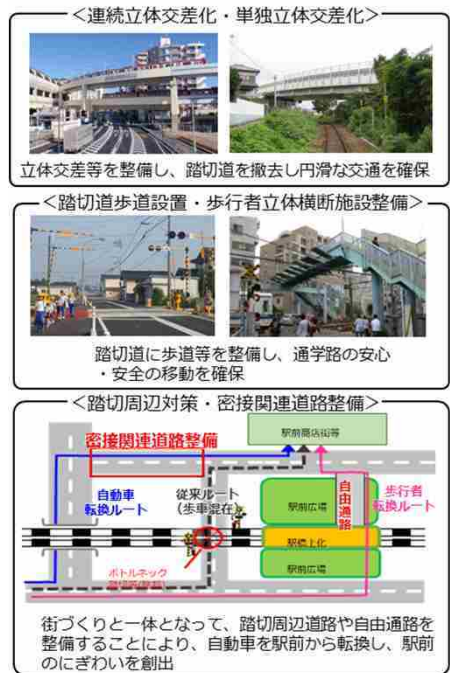 ＜連続立体交差化・単独立体交差化＞
立体交差等を整備し、踏切道を撤去し円滑な交通を確保
＜踏切道歩道設置・歩行者立体横断施設整備＞
踏切道に歩道等を整備し、通学路の安心
・安全の移動を確保
＜踏切周辺対策・密接関連道路整備＞
密接関連道路整備
駅前商店街等
自動車
転換ルート
従来ルート
（歩車混在）
駅前広場
自由通路
歩行者
転換ルート
駅橋上化
ボトルネック
駅前広場
街づくりと一体となって、踏切周辺道路や自由通路を
整備することにより、自動車を駅前から転換し、駅前
のにぎわいを創出